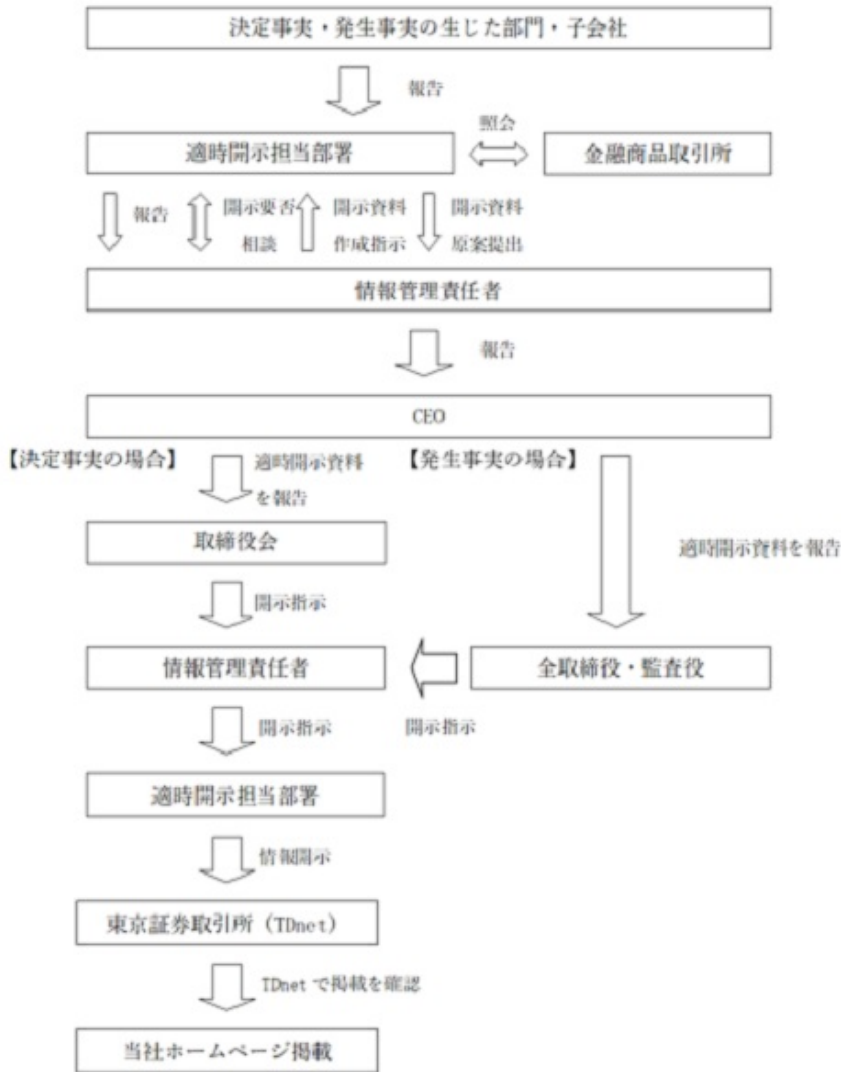 決定事実・発生事実の生じた部門・子会社
報告
照会
適時開示担当部署
金融商品取引所
報告
開示要否
相談
開示資料
作成指示
開示資料
原案提出
情報管理責任者
報告
CEO
【決定事実の場合】
適時開示資料
を報告
【発生事実の場合】
取締役会
適時開示資料を報告
開示指示
情報管理責任者
全取締役・監査役
開示指示
開示指示
適時開示担当部署
情報開示
東京証券取引所（TDnet）
TDnet で掲載を確認
当社ホームページ掲載